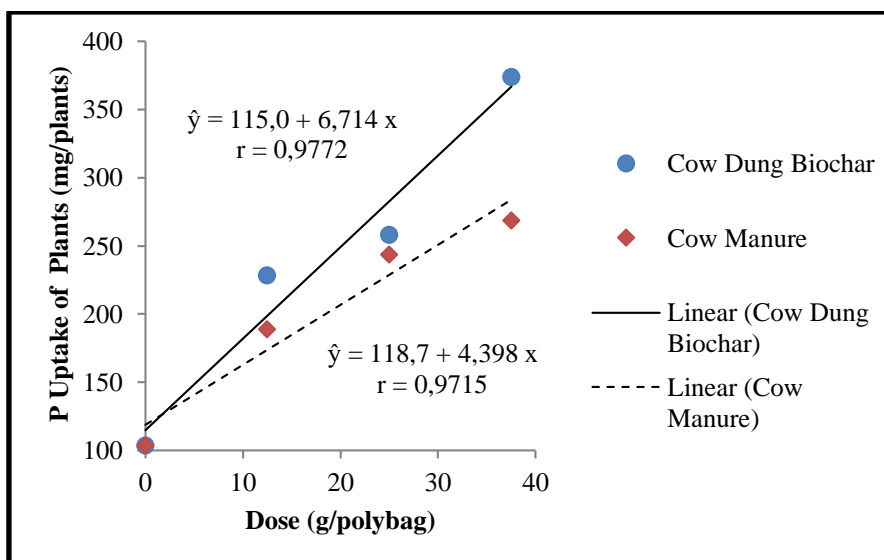 400
350
300
250
200
150
100
P Uptake of Plants (mg/plants)
ŷ = 115,0 + 6,714 x
r = 0,9772
ŷ = 118,7 + 4,398 x
r = 0,9715
0 10 20 30 40
Dose (g/polybag)
Cow Dung Biochar
Cow Manure
Linear (Cow Dung
Biochar)
Linear (Cow
Manure)